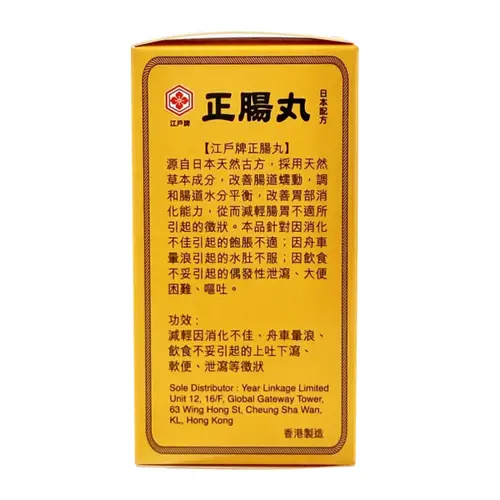 正腸丸
日本配方
江戶牌
【江戶牌正腸丸】
源自日本天然古方，採用天然
草本成分，改善腸道蠕動，調
和腸道水分平衡，改善胃部消
化能力，從而減輕腸胃不適所
引起的徵狀。本品針對因消化
不佳引起的飽脹不適；因舟車
暈浪引起的水肚不服；因飲食
不妥引起的偶發性泄瀉、大便
困難、嘔吐。
功效：
減輕因消化不佳、舟車暈浪、
飲食不妥引起的上吐下瀉、
軟便、泄瀉等徵狀
Sole Distributor : Year Linkage Limited
Unit 12, 16/F, Global Gateway Tower,
63 Wing Hong St, Cheung Sha Wan,
KL, Hong Kong
香港製造